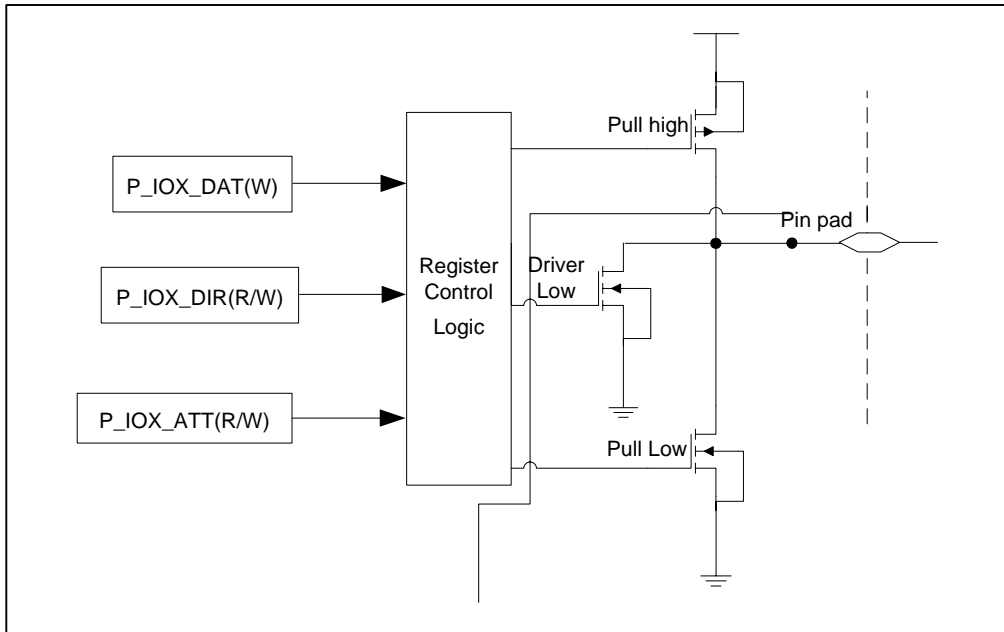 Pull high
P_IOX_DAT(W)
Pin pad
Register
Control
Logic
Driver
Low
P_IOX_DIR(R/W)
P_IOX_ATT(R/W)
Pull Low